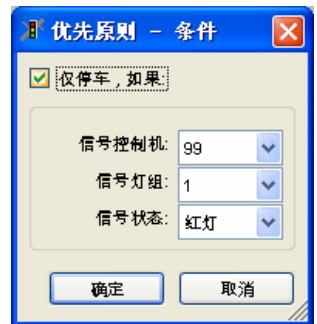 优先原则 - 条件
仅停车，如果:
信号控制机: 99
信号灯组: 1
信号状态: 红灯
确定 取消